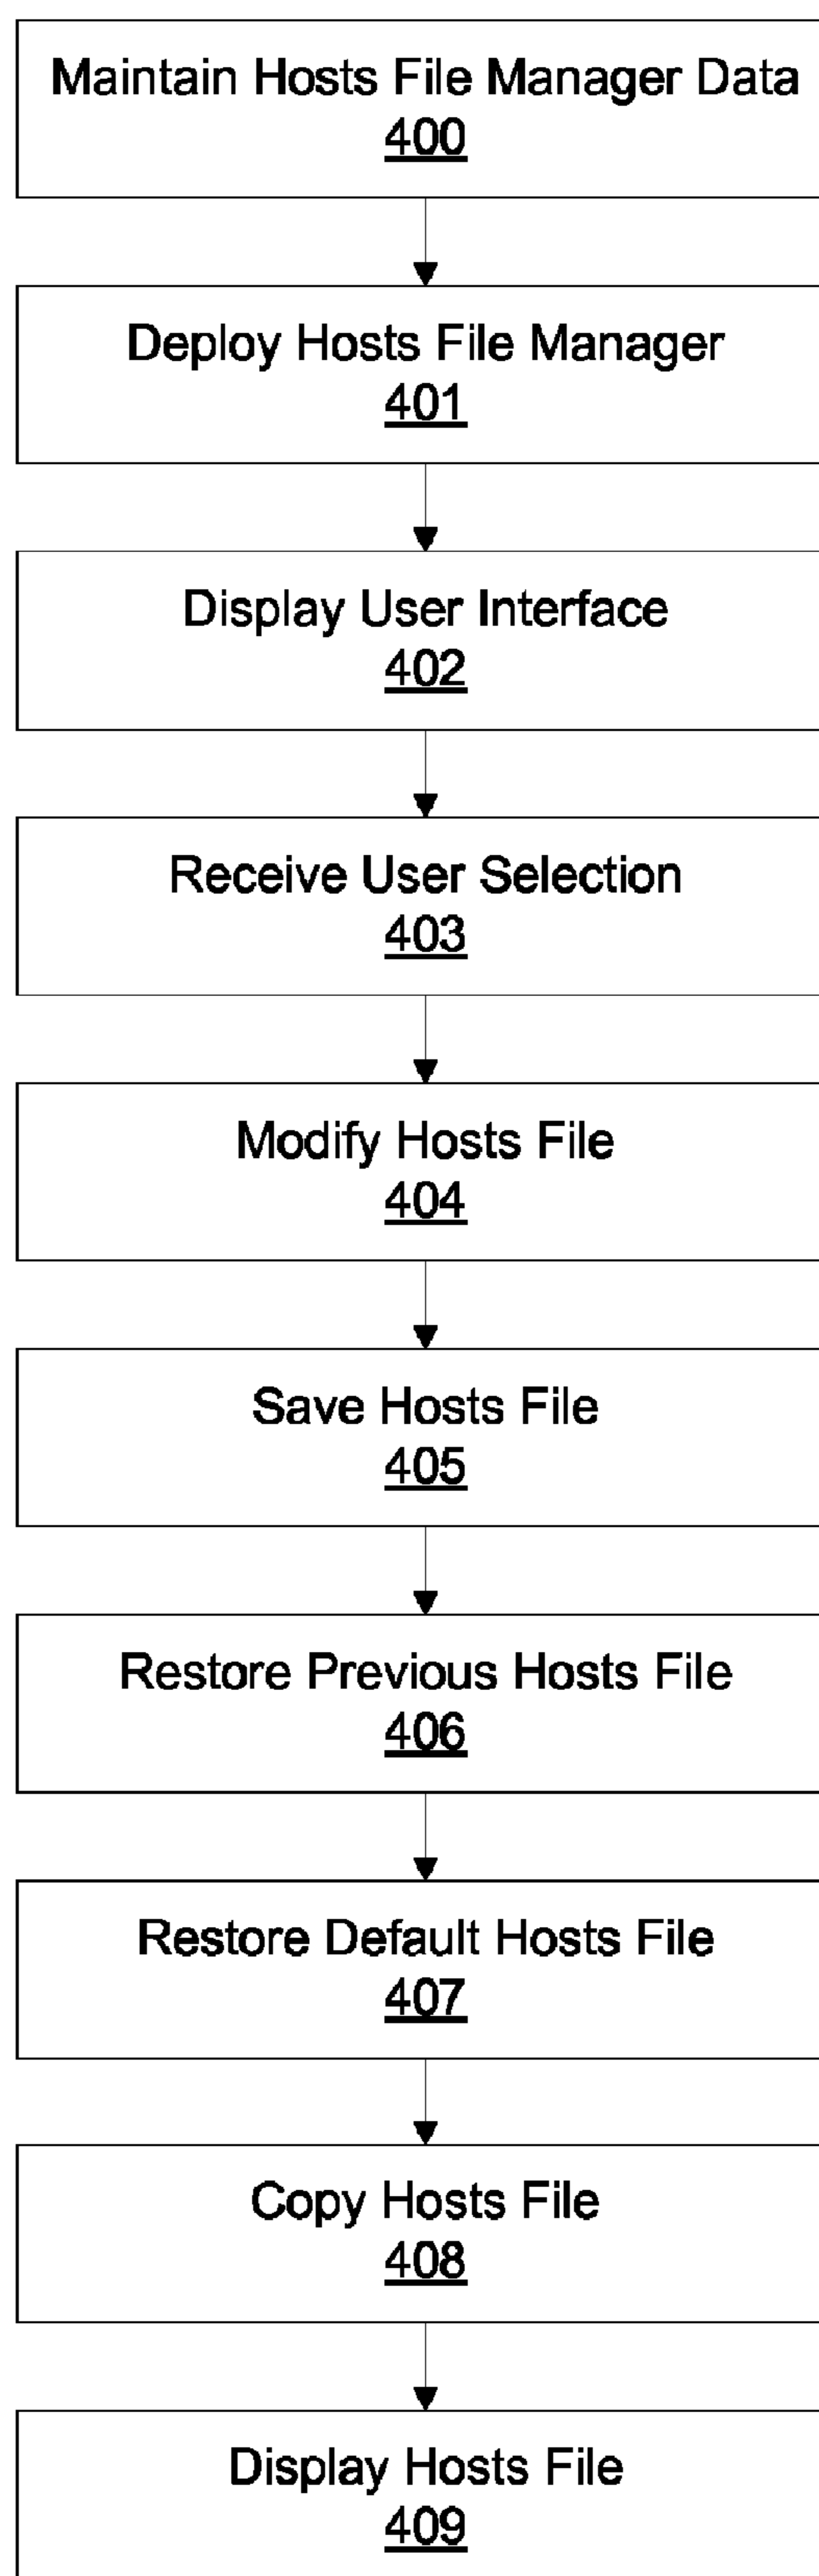 Maintain Hosts File Manager Data
400
Deploy Hosts File Manager
401
Display User Interface
402
Receive User Selection
403
Modify Hosts File
404
Save Hosts File
405
Restore Previous Hosts File
406
Restore Default Hosts File
407
Copy Hosts File
408
Display Hosts File
409